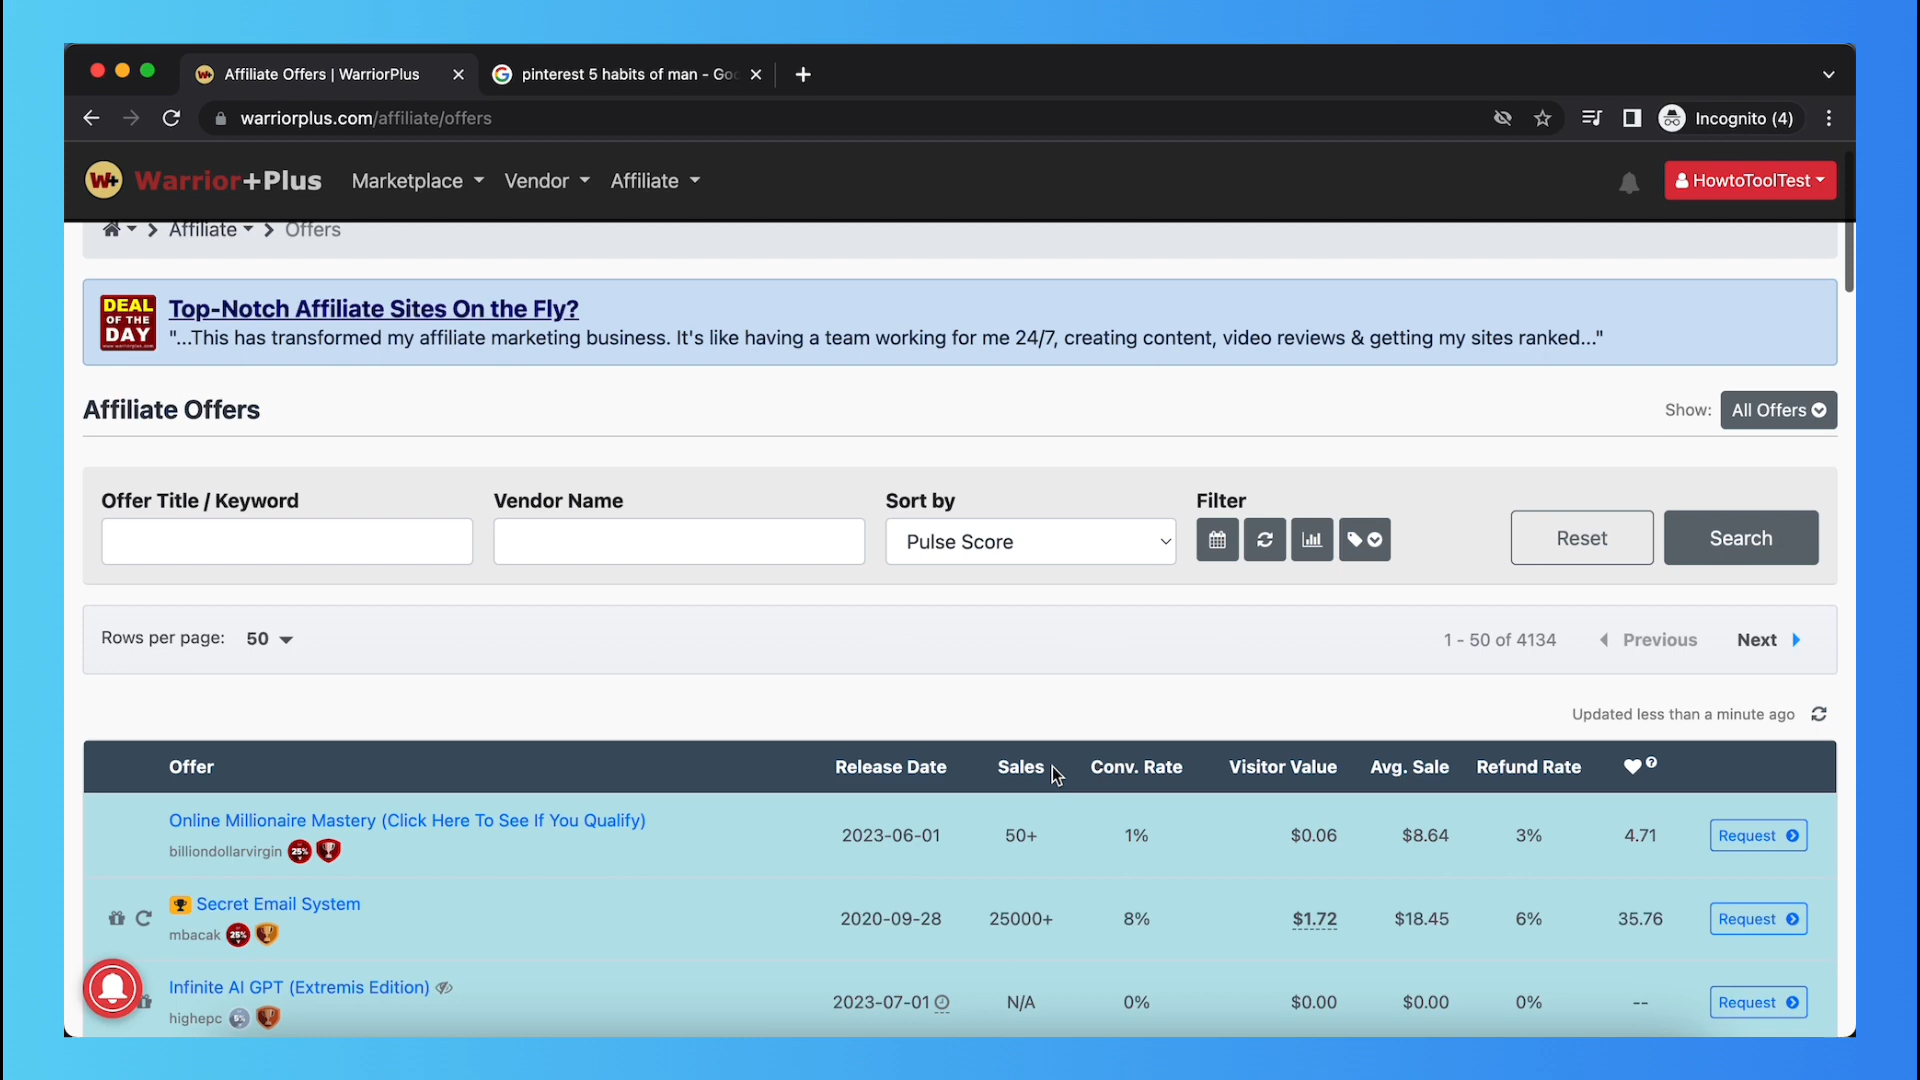 Affiliate Offers | WarriorPlus
pinterest 5 habits of man - Goo
warriorplus.com/affiliate/offers
Incognito (4)
W+ Warrior+Plus Marketplace Vendor Affiliate
HowtoToolTest
Affiliate Offers
DEAL OF THE DAY
Top-Notch Affiliate Sites On the Fly?
"...This has transformed my affiliate marketing business. It's like having a team working for me 24/7, creating content, video reviews & getting my sites ranked..."
Affiliate Offers
Show: All Offers
Offer Title / Keyword Vendor Name Sort by Filter
Pulse Score
Reset Search
Rows per page: 50
1 - 50 of 4134 Previous Next
Updated less than a minute ago
Offer Release Date Sales Conv. Rate Visitor Value Avg. Sale Refund Rate
Online Millionaire Mastery (Click Here To See If You Qualify)
billiondollarvirgin 25%
2023-06-01 50+ 1% $0.06 $8.64 3% 4.71 Request
Secret Email System
mbacak 25%
2020-09-28 25000+ 8% $1.72 $18.45 6% 35.76 Request
Infinite AI GPT (Extremis Edition)
highepc
2023-07-01 N/A 0% $0.00 $0.00 0% -- Request